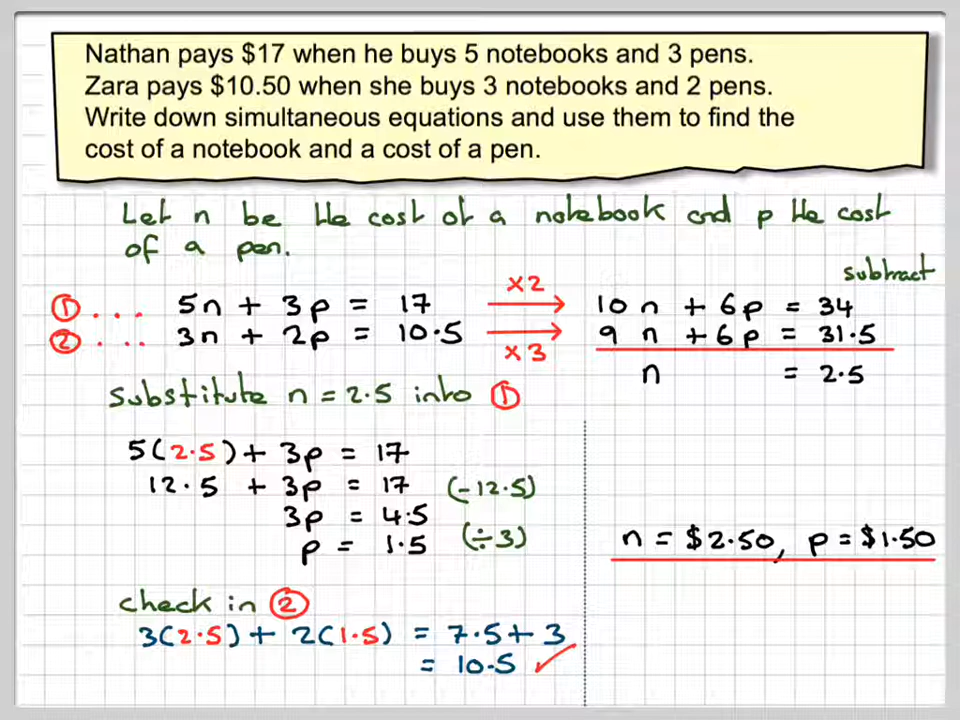 Nathan pays $17 when he buys 5 notebooks and 3 pens.
Zara pays $10.50 when she buys 3 notebooks and 2 pens.
Write down simultaneous equations and use them to find the
cost of a notebook and a cost of a pen.
Let n be the cost of a notebook and p the cost
of a pen.
subtract
① ... 5n + 3p = 17
② ... 3n + 2p = 10.5
×2
×3
10n + 6p = 34
9n + 6p = 31.5
n = 2.5
substitute n = 2.5 into ①
5(2.5) + 3p = 17
12.5 + 3p = 17 (-12.5)
3p = 4.5
p = 1.5 (÷3)
n = $2.50, p = $1.50
check in ②
3(2.5) + 2(1.5) = 7.5 + 3
= 10.5 ✓